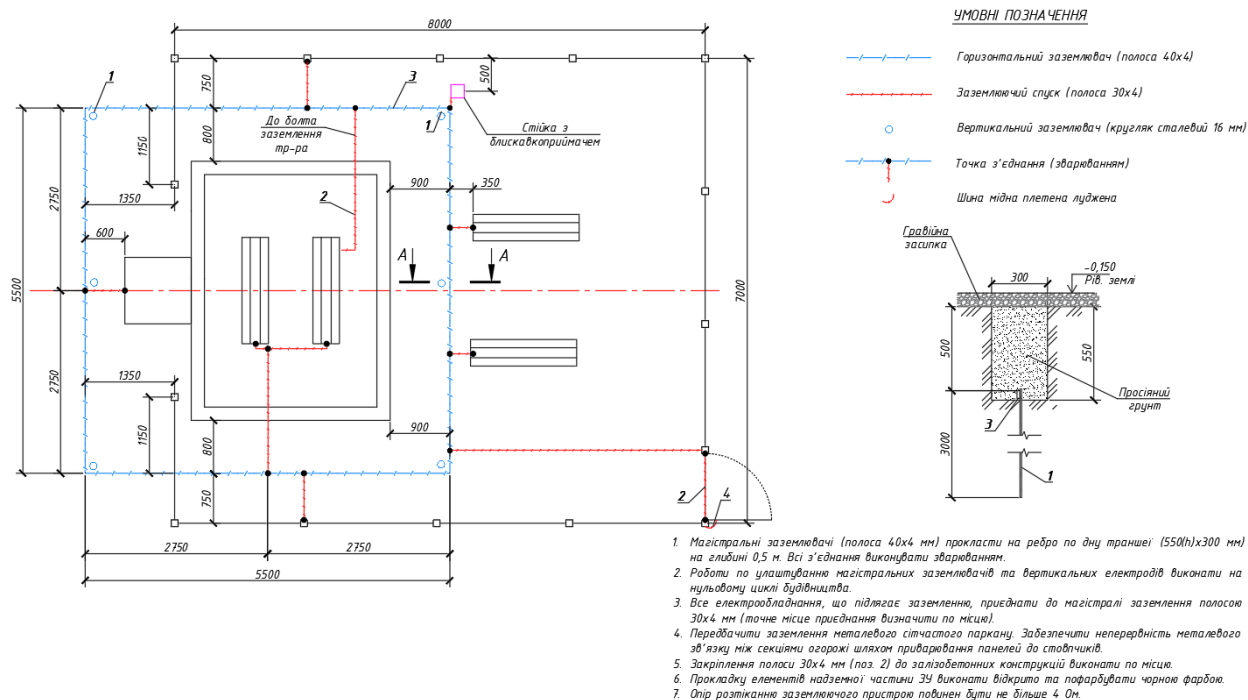 8000
750
500
1
3
1
До болта
заземлення
тр-ра
Стійка з
блискавкоприймачем
1150
800
2750
1350
900
350
2
600
А
А
5500
7000
2750
1350
1150
800
900
750
2
4
2750
2750
5500
УМОВНІ ПОЗНАЧЕННЯ
Горизонтальний заземлювач (полоса 40х4)
Заземлюючий спуск (полоса 30х4)
Вертикальний заземлювач (кругляк сталевий 16 мм)
Точка з'єднання (зварюванням)
Шина мідна плетена луджена
Гравійна
засипка
-0,150
Рів. землі
300
500
550
Просіяний
грунт
3
3000
1
1. Магістральні заземлювачі (полоса 40х4 мм) прокласти на ребро по дну траншеї (550(h)х300 мм)
на глибині 0,5 м. Всі з'єднання виконувати зварюванням.
2. Роботи по улаштуванню магістральних заземлювачів та вертикальних електродів виконати на
нульовому циклі будівництва.
3. Все електрообладнання, що підлягає заземленню, приєднати до магістралі заземлення полосою
30х4 мм (точне місце приєднання визначити по місцю).
4. Передбачити заземлення металевого сітчастого паркану. Забезпечити неперервність металевого
зв'язку між секціями огорожі шляхом приварювання панелей до стовпчиків.
5. Закріплення полоси 30х4 мм (поз. 2) до залізобетонних конструкцій виконати по місцю.
6. Прокладку елементів надземної частини ЗУ виконати відкрито та пофарбувати чорною фарбою.
7. Опір розтіканню заземлюючого пристрою повинен бути не більше 4 Ом.